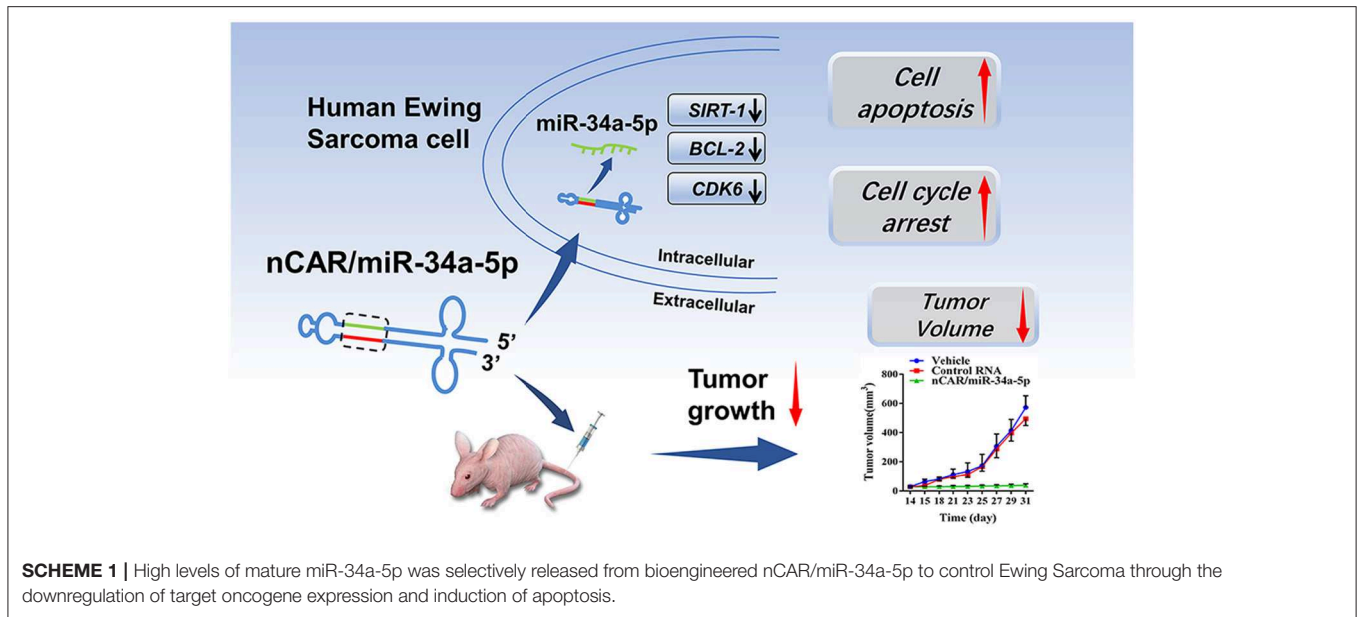 Human Ewing
Sarcoma cell
miR-34a-5p
SIRT-1
BCL-2
CDK6
Intracellular
Extracellular
nCAR/miR-34a-5p
5’
3’
Cell
apoptosis
Cell cycle
arrest
Tumor
Volume
Tumor
growth
Vehicle
Control RNA
nCAR/miR-34a-5p
Tumor volume(mm³)
800
600
400
200
0
14 15 18 21 23 25 27 29 31
Time (day)
SCHEME 1 | High levels of mature miR-34a-5p was selectively released from bioengineered nCAR/miR-34a-5p to control Ewing Sarcoma through the
downregulation of target oncogene expression and induction of apoptosis.